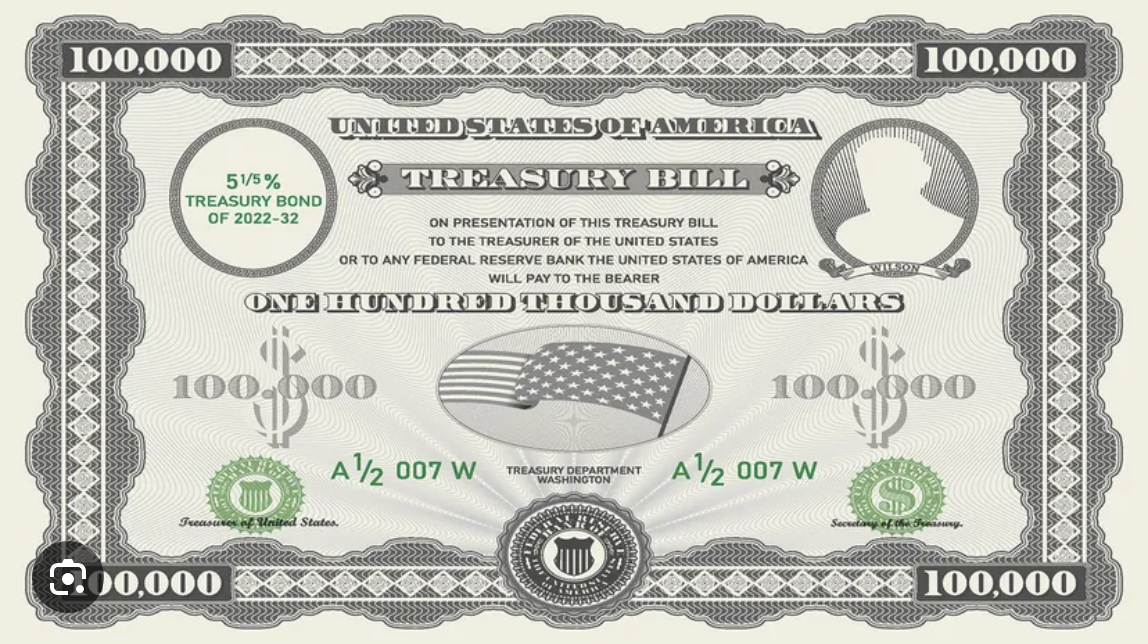 100,000
100,000
UNITED STATES OF AMERICA
5 1/5 %
TREASURY BOND
OF 2022-32
TREASURY BILL
ON PRESENTATION OF THIS TREASURY BILL
TO THE TREASURER OF THE UNITED STATES
OR TO ANY FEDERAL RESERVE BANK THE UNITED STATES OF AMERICA
WILL PAY TO THE BEARER
WILSON
ONE HUNDRED THOUSAND DOLLARS
$ 100,000
$ 100,000
A 1/2 007 W
TREASURY DEPARTMENT
WASHINGTON
A 1/2 007 W
Treasurer of United States.
Secretary of the Treasury.
$
00,000
100,000